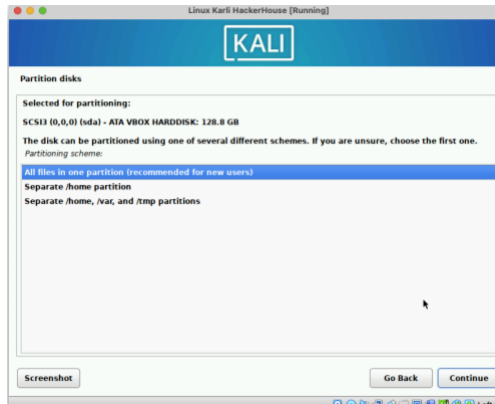 Linux Karli HackerHouse [Running]
KALI
Partition disks
Selected for partitioning:
SCSI3 (0,0,0) (sda) - ATA VBOX HARDDISK: 128.8 GB
The disk can be partitioned using one of several different schemes. If you are unsure, choose the first one.
Partitioning scheme:
All files in one partition (recommended for new users)
Separate /home partition
Separate /home, /var, and /tmp partitions
Screenshot
Go Back
Continue
Left